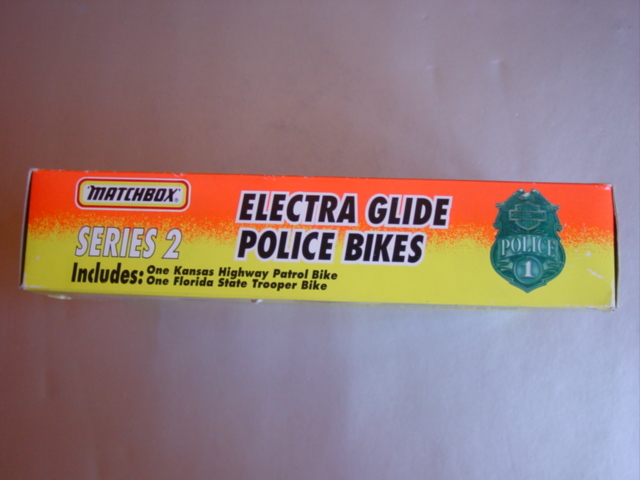 MATCHBOX®
SERIES 2
Includes: One Kansas Highway Patrol Bike
One Florida State Trooper Bike
ELECTRA GLIDE
POLICE BIKES
POLICE
1